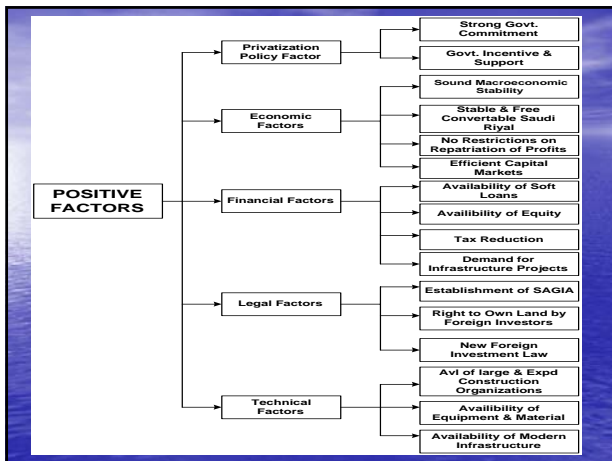 POSITIVE
FACTORS
Privatization
Policy Factor
Strong Govt.
Commitment
Govt. Incentive &
Support
Economic
Factors
Sound Macroeconomic
Stability
Stable & Free
Convertable Saudi
Riyal
No Restrictions on
Repatriation of Profits
Efficient Capital
Markets
Financial Factors
Availability of Soft
Loans
Availibility of Equity
Tax Reduction
Demand for
Infrastructure Projects
Legal Factors
Establishment of SAGIA
Right to Own Land by
Foreign Investors
New Foreign
Investment Law
Technical
Factors
Avl of large & Expd
Construction
Organizations
Availibility of
Equipment & Material
Availability of Modern
Infrastructure